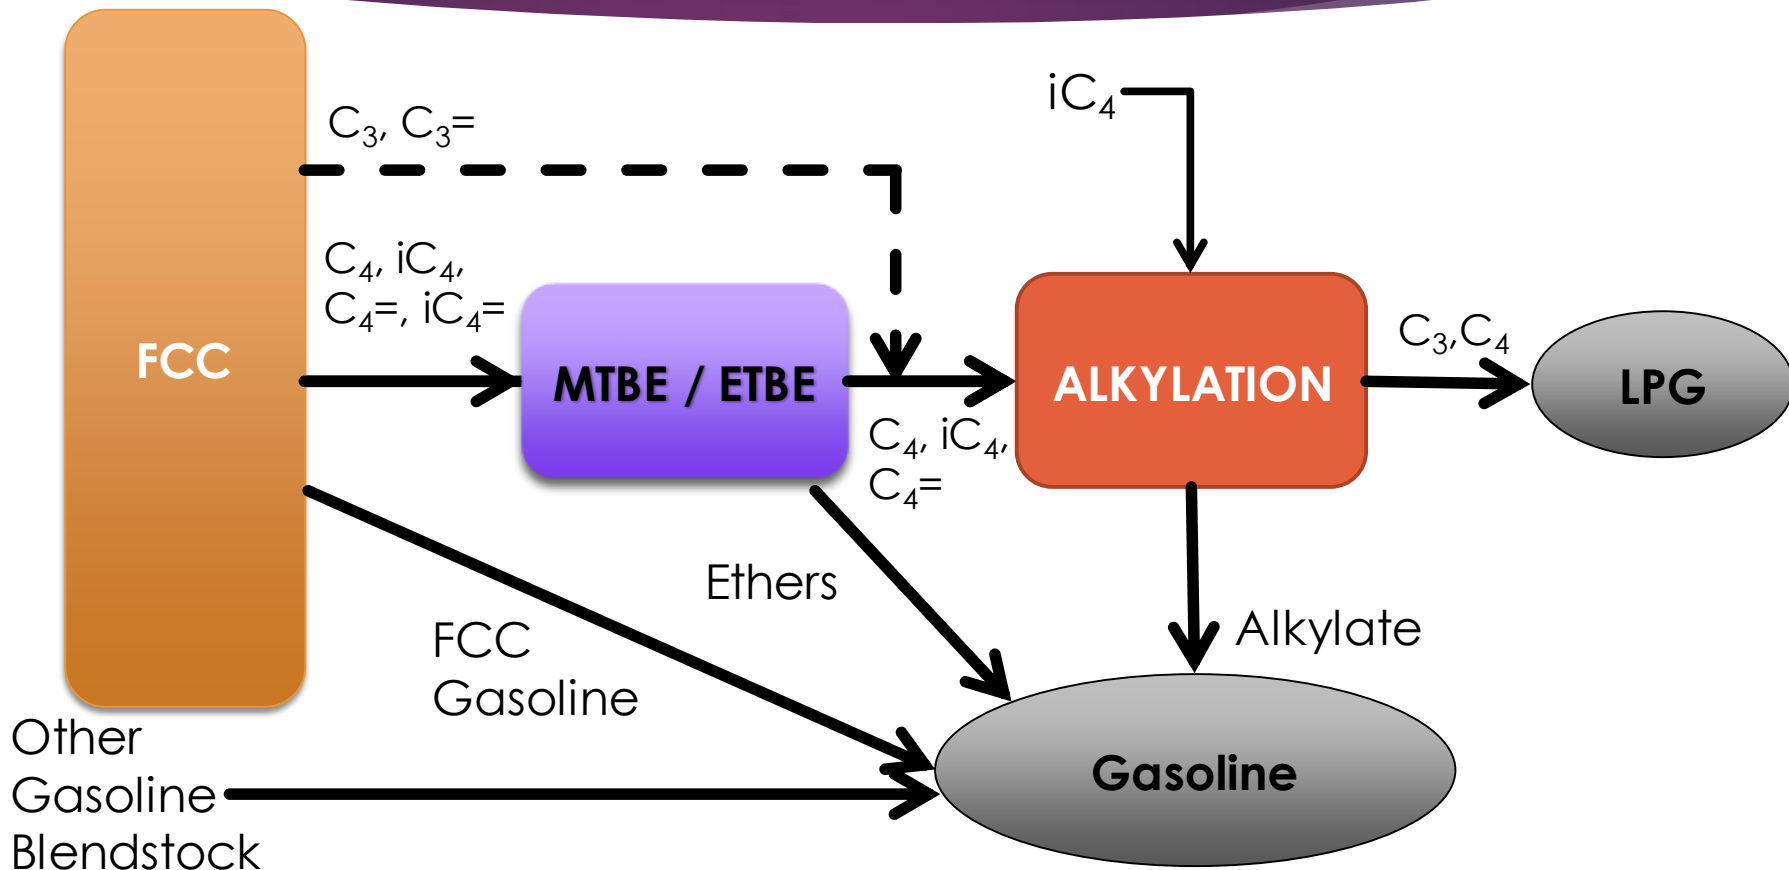 C₃, C₃=
iC₄
C₄, iC₄,
C₄=, iC₄=
FCC
MTBE / ETBE
ALKYLATION
C₃,C₄
LPG
C₄, iC₄,
C₄=
Ethers
FCC
Gasoline
Alkylate
Other
Gasoline
Blendstock
Gasoline